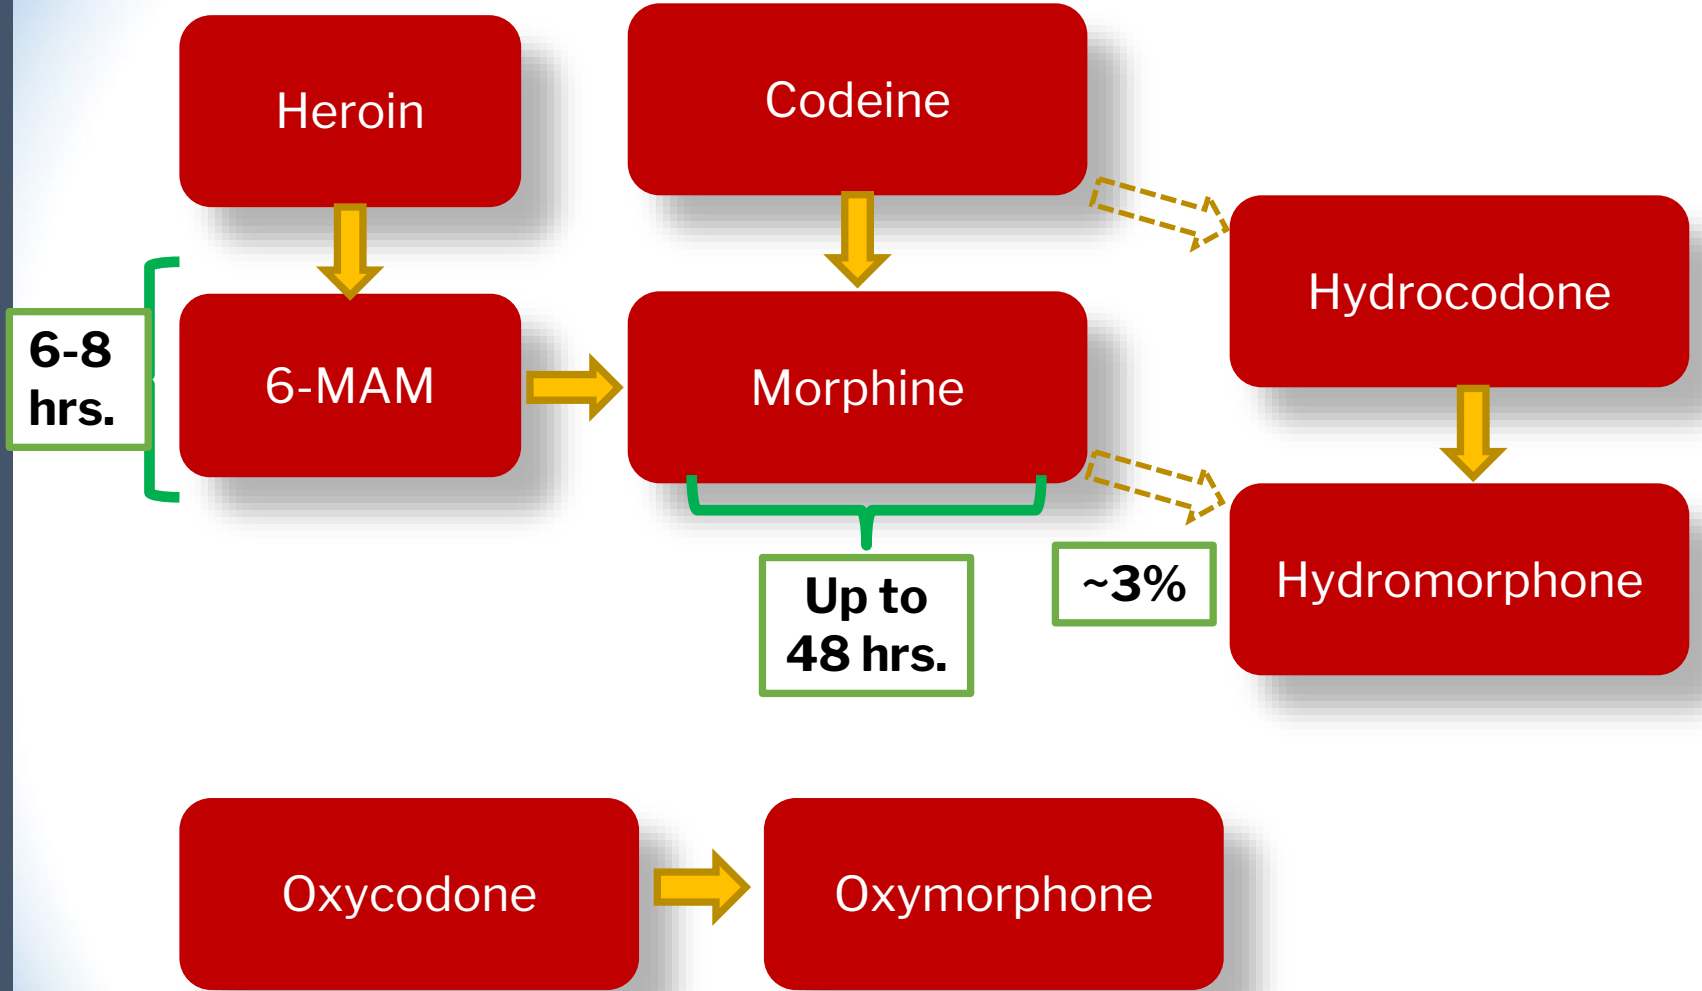 Heroin
Codeine
Hydrocodone
6-8
hrs.
6-MAM
Morphine
Up to
48 hrs.
~3%
Hydromorphone
Oxycodone
Oxymorphone